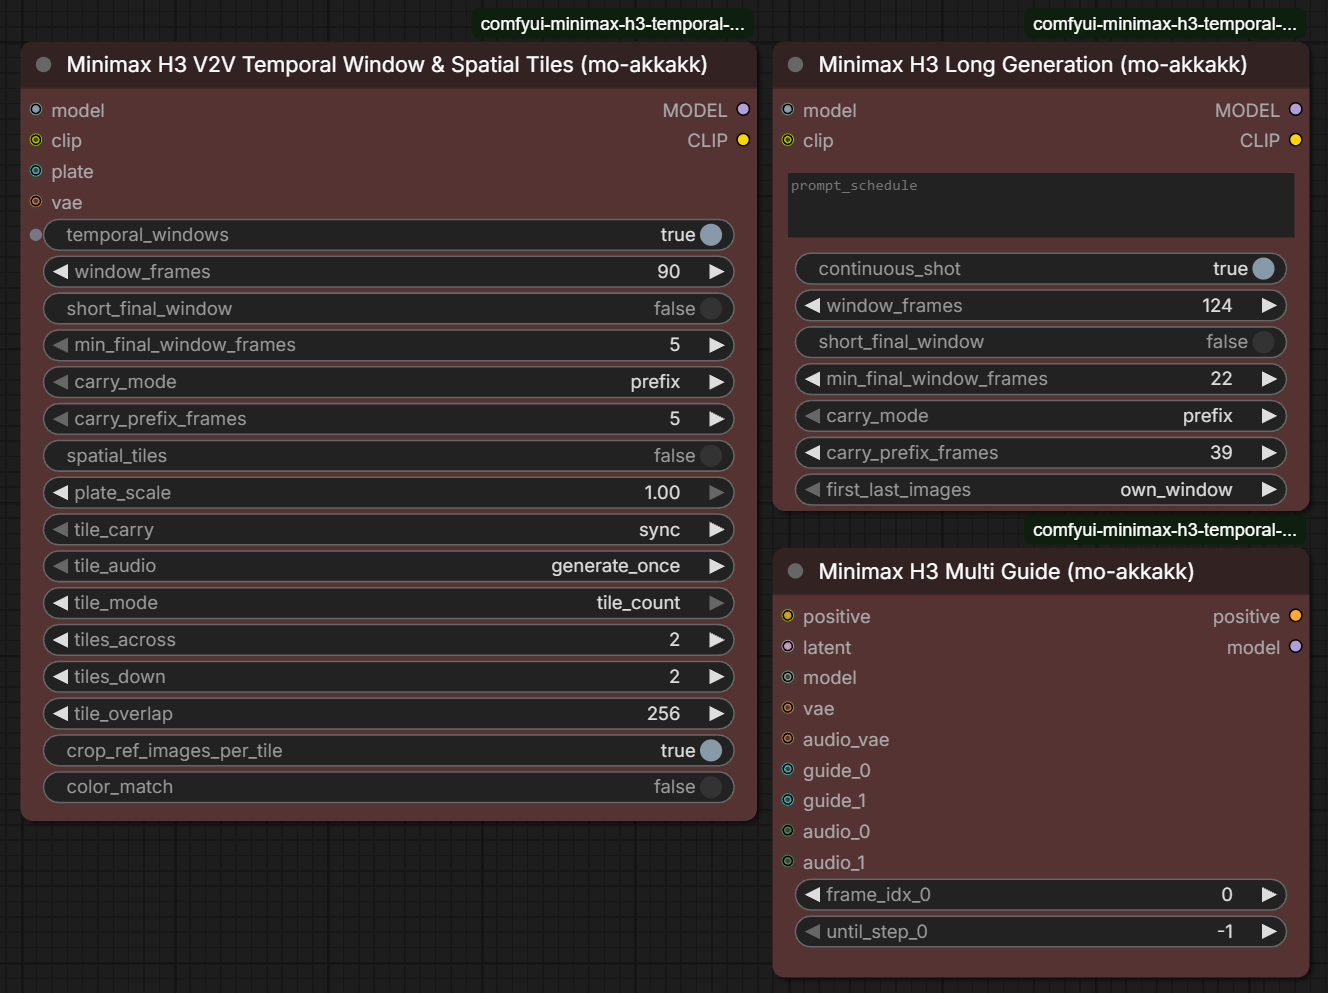 comfyui-minimax-h3-temporal-...
Minimax H3 V2V Temporal Window & Spatial Tiles (mo-akkakk)
model MODEL
clip CLIP
plate
vae
temporal_windows true
window_frames 90
short_final_window false
min_final_window_frames 5
carry_mode prefix
carry_prefix_frames 5
spatial_tiles false
plate_scale 1.00
tile_carry sync
tile_audio generate_once
tile_mode tile_count
tiles_across 2
tiles_down 2
tile_overlap 256
crop_ref_images_per_tile true
color_match false
comfyui-minimax-h3-temporal-...
Minimax H3 Long Generation (mo-akkakk)
model MODEL
clip CLIP
prompt_schedule
continuous_shot true
window_frames 124
short_final_window false
min_final_window_frames 22
carry_mode prefix
carry_prefix_frames 39
first_last_images own_window
comfyui-minimax-h3-temporal-...
Minimax H3 Multi Guide (mo-akkakk)
positive positive
latent model
model
vae
audio_vae
guide_0
guide_1
audio_0
audio_1
frame_idx_0 0
until_step_0 -1